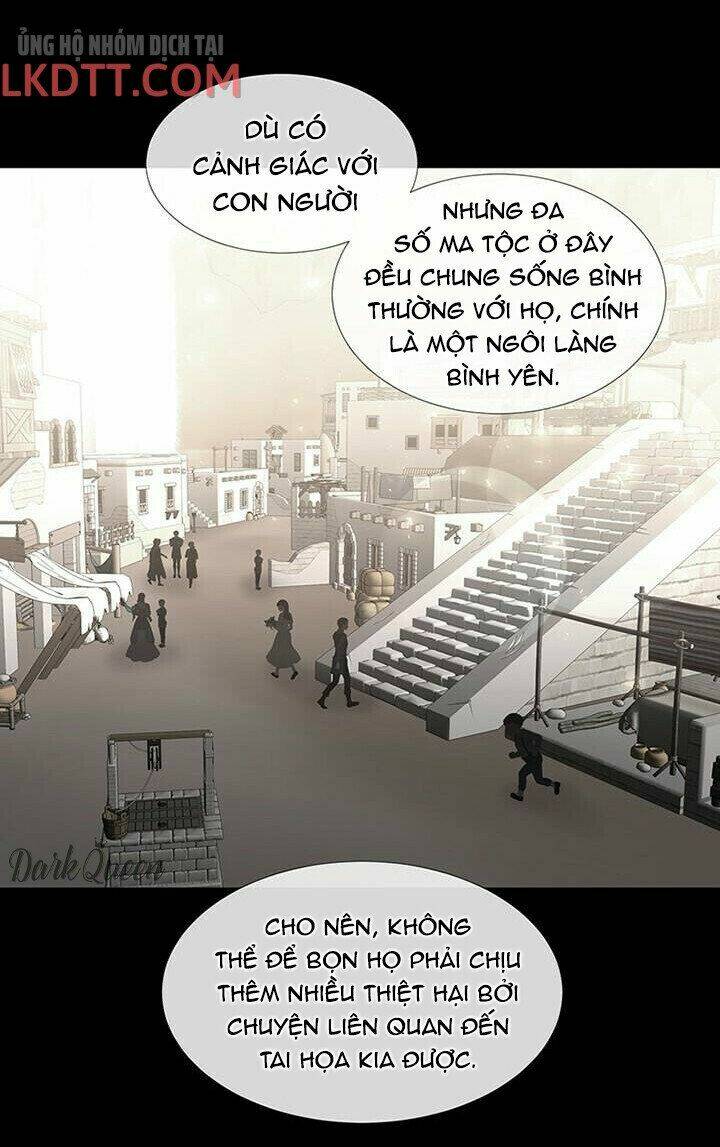 ỦNG HỘ NHÓM DỊCH TẠI
LKDTT.COM
DÙ CÓ
CẢNH GIÁC VỚI
CON NGƯỜI
NHƯNG ĐA
SỐ MA TỘC Ở ĐÂY
ĐỀU CHUNG SỐNG BÌNH
THƯỜNG VỚI HỌ, CHÍNH
LÀ MỘT NGÔI LÀNG
BÌNH YÊN.
DarkQueen
CHO NÊN, KHÔNG
THỂ ĐỂ BỌN HỌ PHẢI CHỊU
THÊM NHIỀU THIỆT HẠI BỞI
CHUYỆN LIÊN QUAN ĐẾN
TAI HỌA KIA ĐƯỢC.